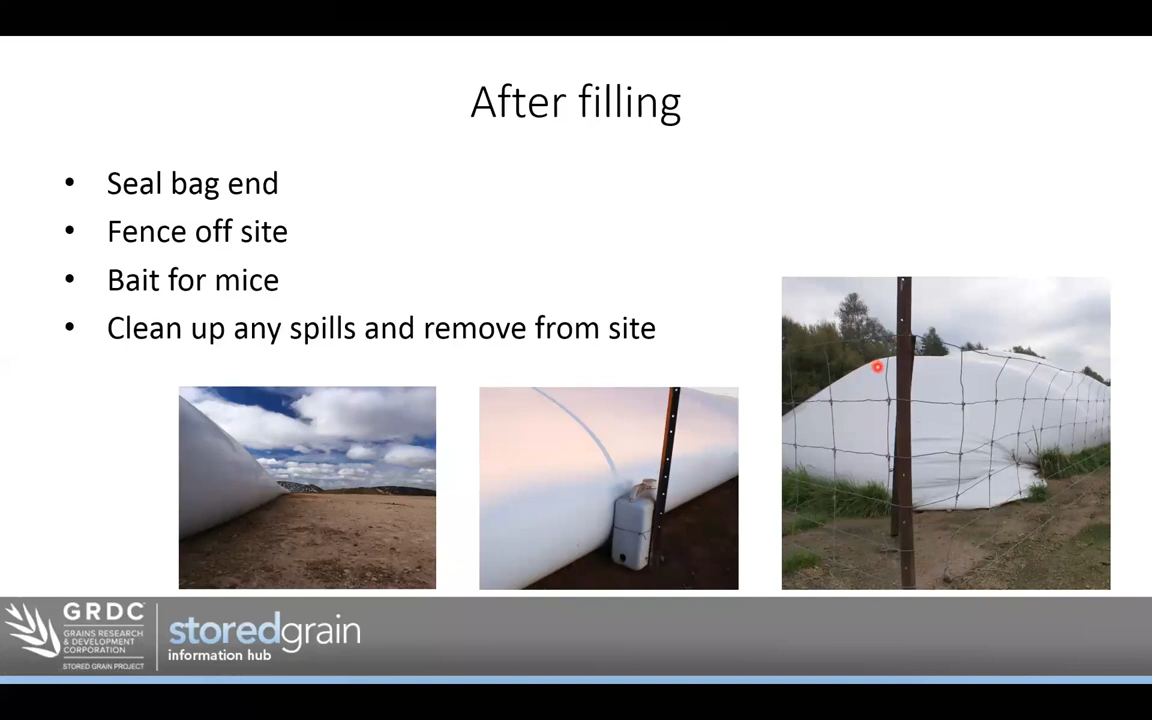 After filling
• Seal bag end
• Fence off site
• Bait for mice
• Clean up any spills and remove from site
GRDC
GRAINS RESEARCH
& DEVELOPMENT
CORPORATION
STORED GRAIN PROJECT
storedgrain
information hub